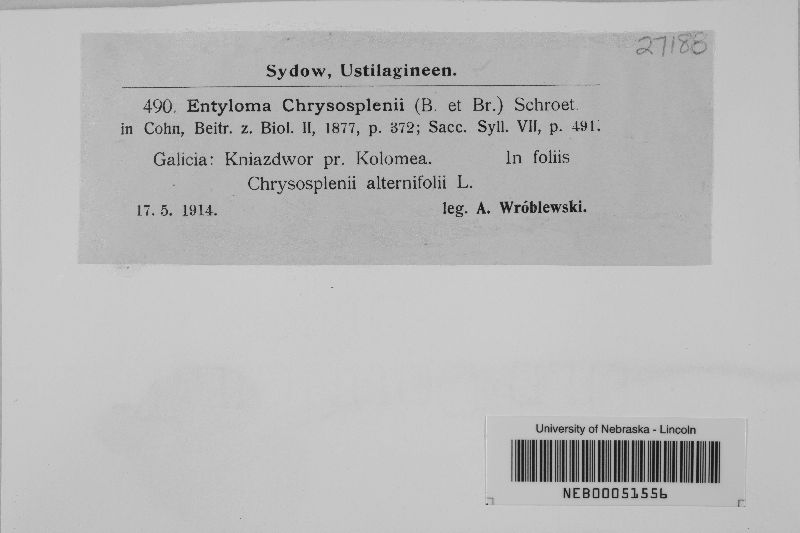 27188
Sydow, Ustilagineen.
490. Entyloma Chrysosplenii (B. et Br.) Schroet.
in Cohn, Beitr. z. Biol. II, 1877, p. 372; Sacc. Syll. VII, p. 491.
Galicia: Kniazdwor pr. Kolomea. In foliis
Chrysosplenii alternifolii L.
17. 5. 1914. leg. A. Wróblewski.
University of Nebraska - Lincoln
NEB00051556